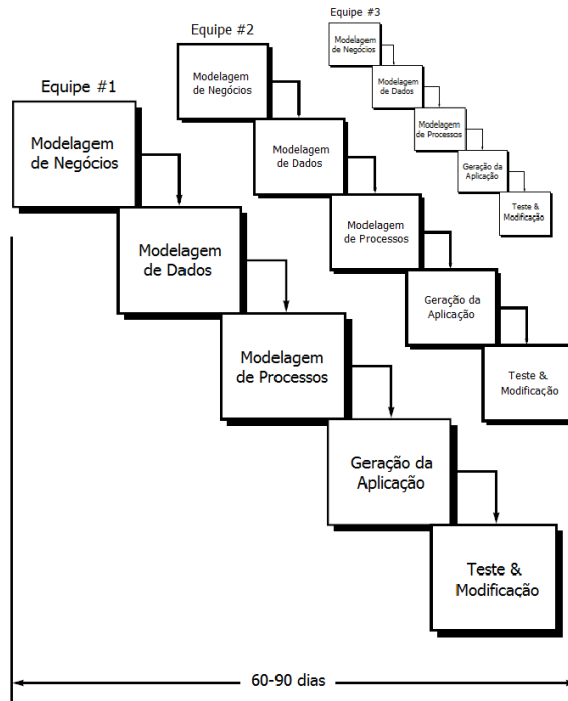 Equipe #1
Modelagem
de Negócios
Modelagem
de Dados
Modelagem
de Processos
Geração da
Aplicação
Teste &
Modificação
Equipe #2
Modelagem
de Negócios
Modelagem
de Dados
Modelagem
de Processos
Geração da
Aplicação
Teste &
Modificação
Equipe #3
Modelagem
de Negócios
Modelagem
de Dados
Modelagem
de Processos
Geração da
Aplicação
Teste &
Modificação
60-90 dias